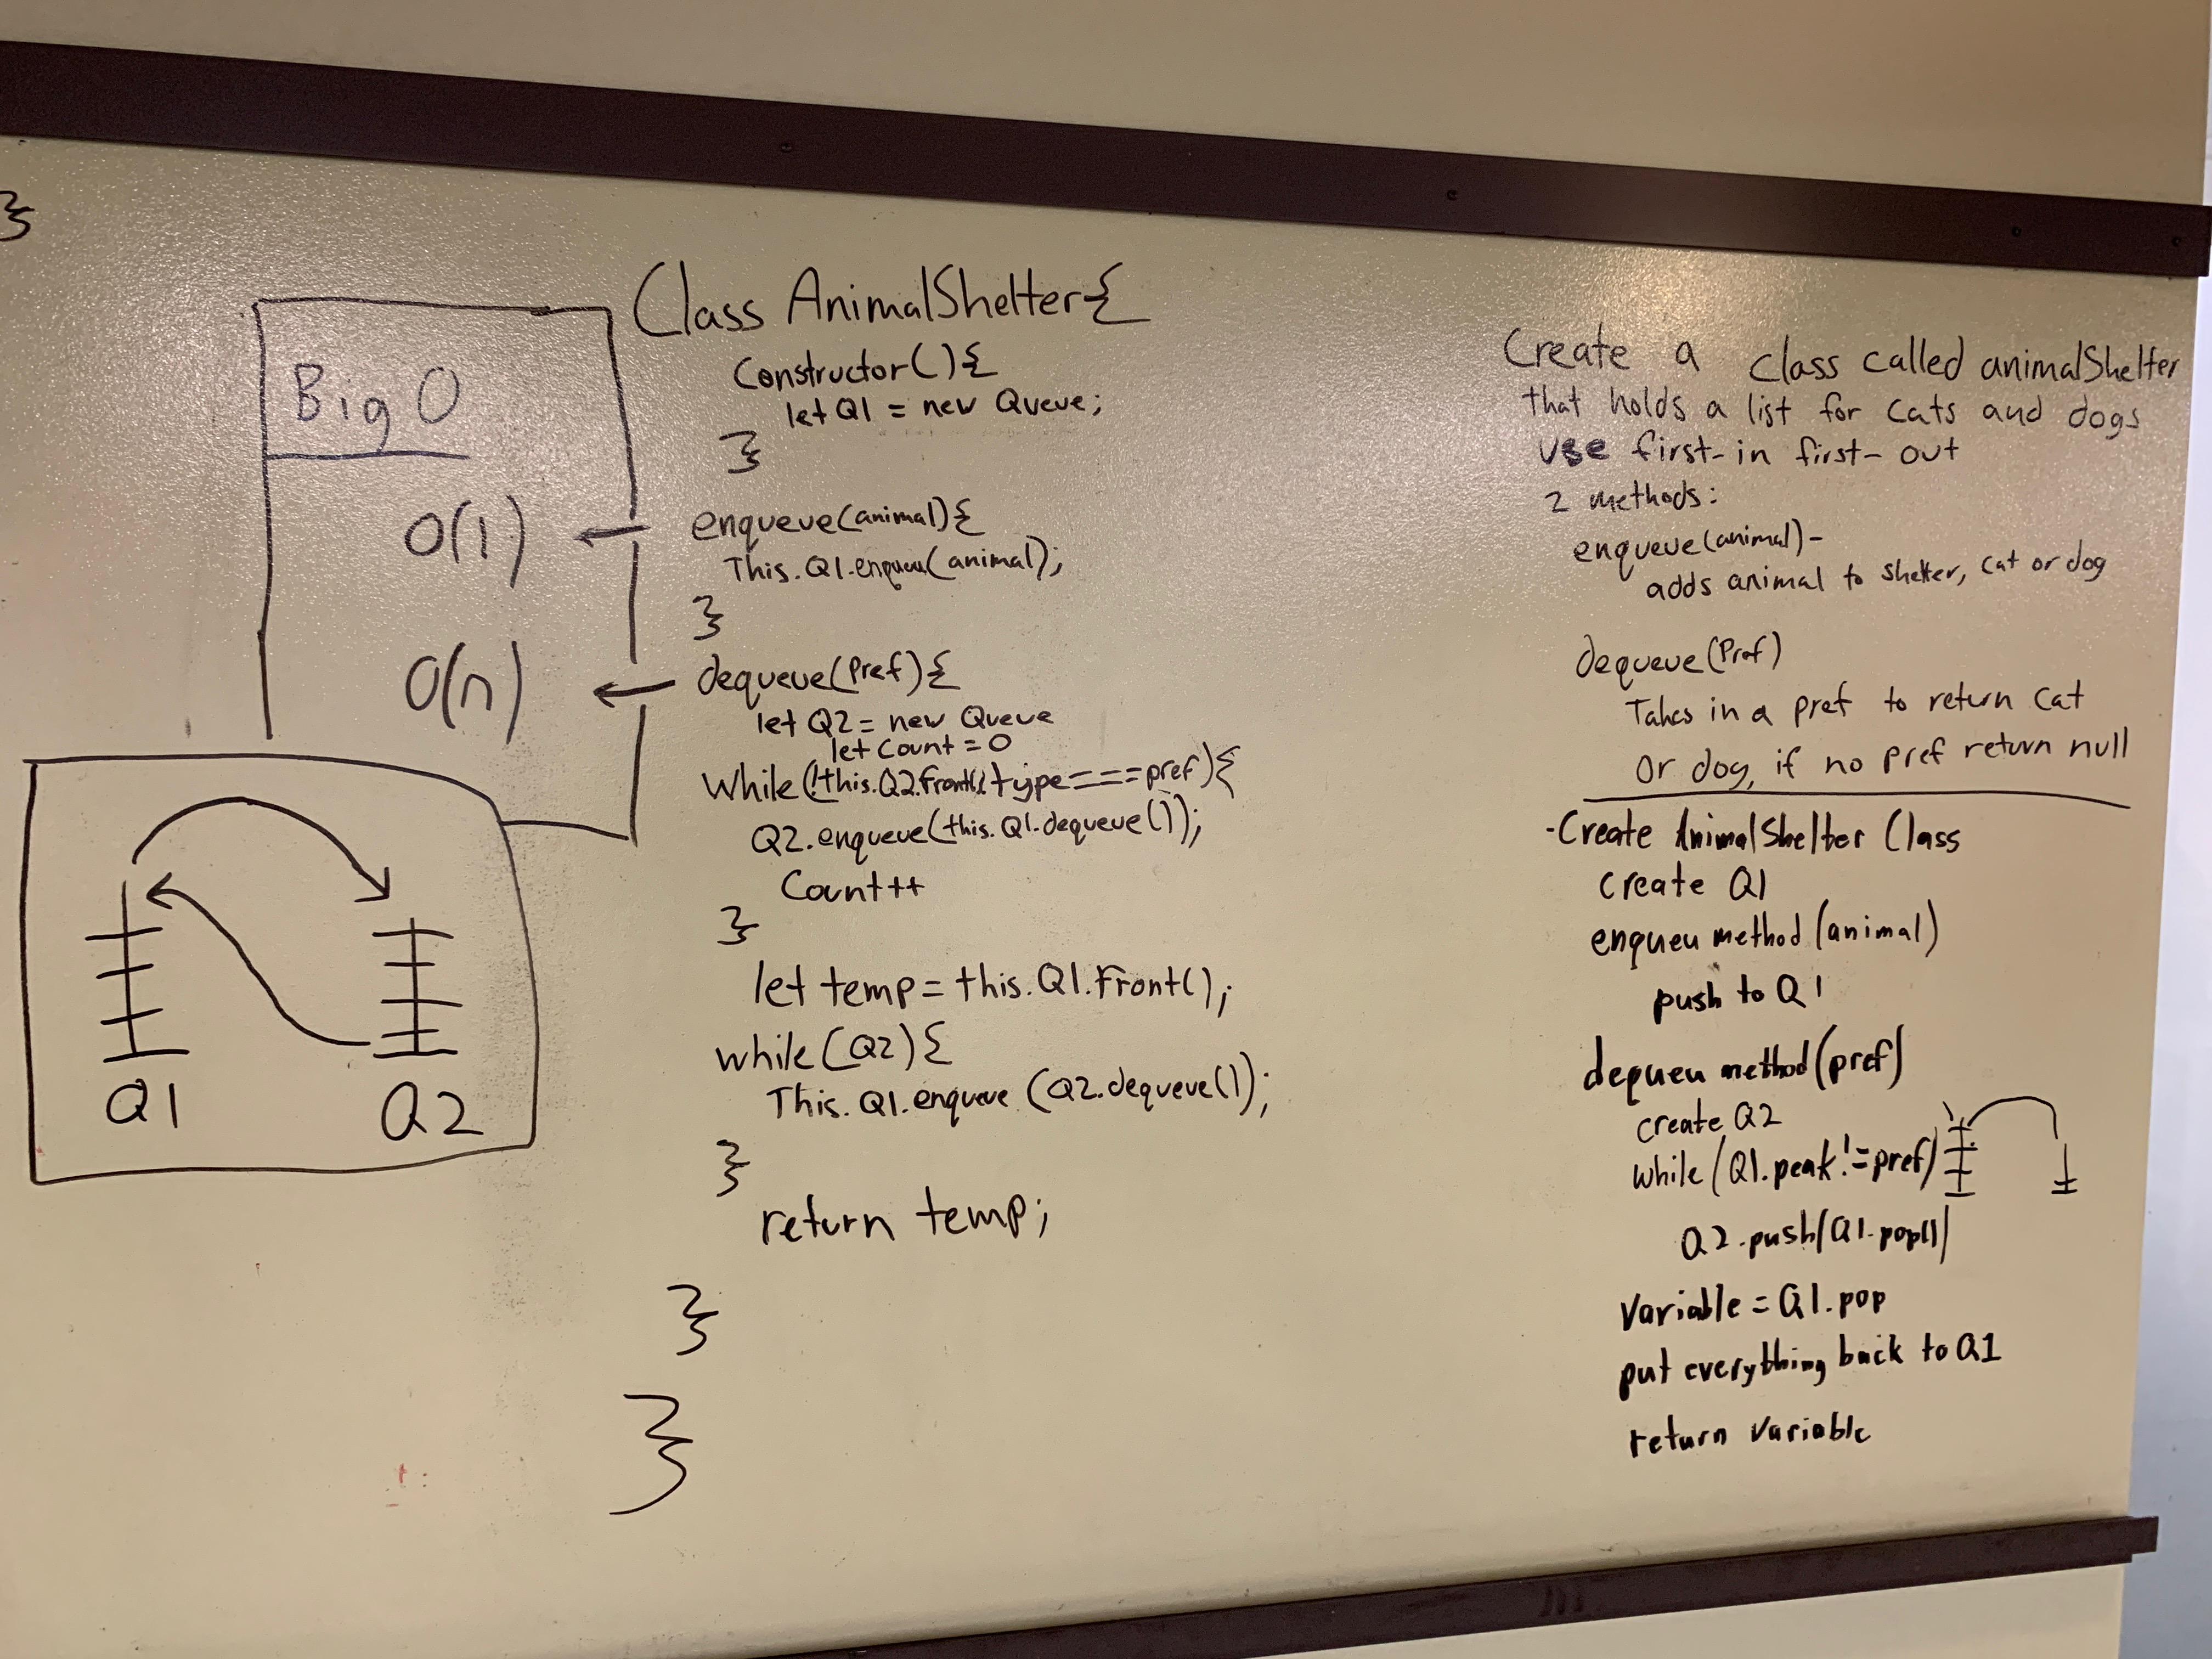 }
Big O
O(1)
O(n)
Q1 Q2
Class AnimalShelter{
Constructor(){
let Q1 = new Queue;
}
enqueue(animal){
This.Q1.enqueu(animal);
}
dequeue(Pref){
let Q2 = new Queue
let Count = 0
While(!this.Q2.Front().type===pref){
Q2.enqueue(this.Q1.dequeue());
Count++
}
let temp = this.Q1.Front();
while(Q2){
This.Q1.enqueue(Q2.dequeue());
}
return temp;
}
}
Create a class called animalShelter
that holds a list for cats and dogs
use first-in first-out
2 methods:
enqueue(animal)-
adds animal to shelter, cat or dog
dequeue(Pref)
Takes in a pref to return cat
Or dog, if no pref return null
-Create AnimalShelter Class
create Q1
enqueu method(animal)
push to Q1
dequeu method(pref)
create Q2
while(Q1.peak!=pref)
Q2.push(Q1.pop())
Variable = Q1.pop
put everything back to Q1
return variable